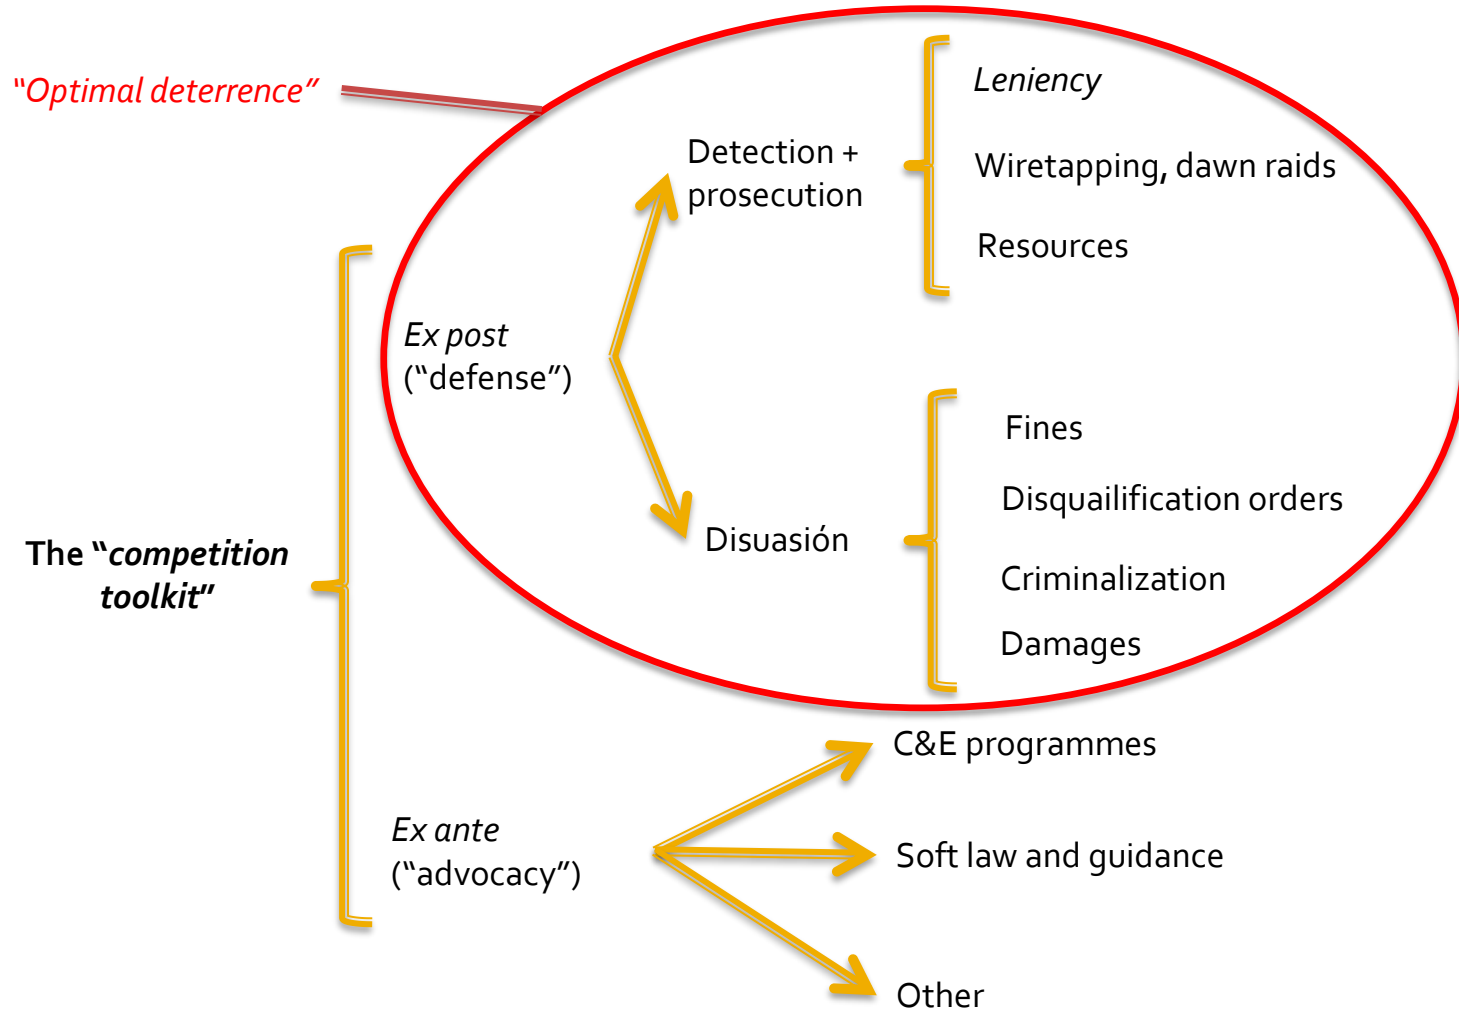 “Optimal deterrence”
Leniency
Detection +
prosecution
Wiretapping, dawn raids
Resources
Ex post
(“defense”)
Fines
Disquailification orders
Disuasión
Criminalization
Damages
The “competition
toolkit”
C&E programmes
Ex ante
(“advocacy”)
Soft law and guidance
Other